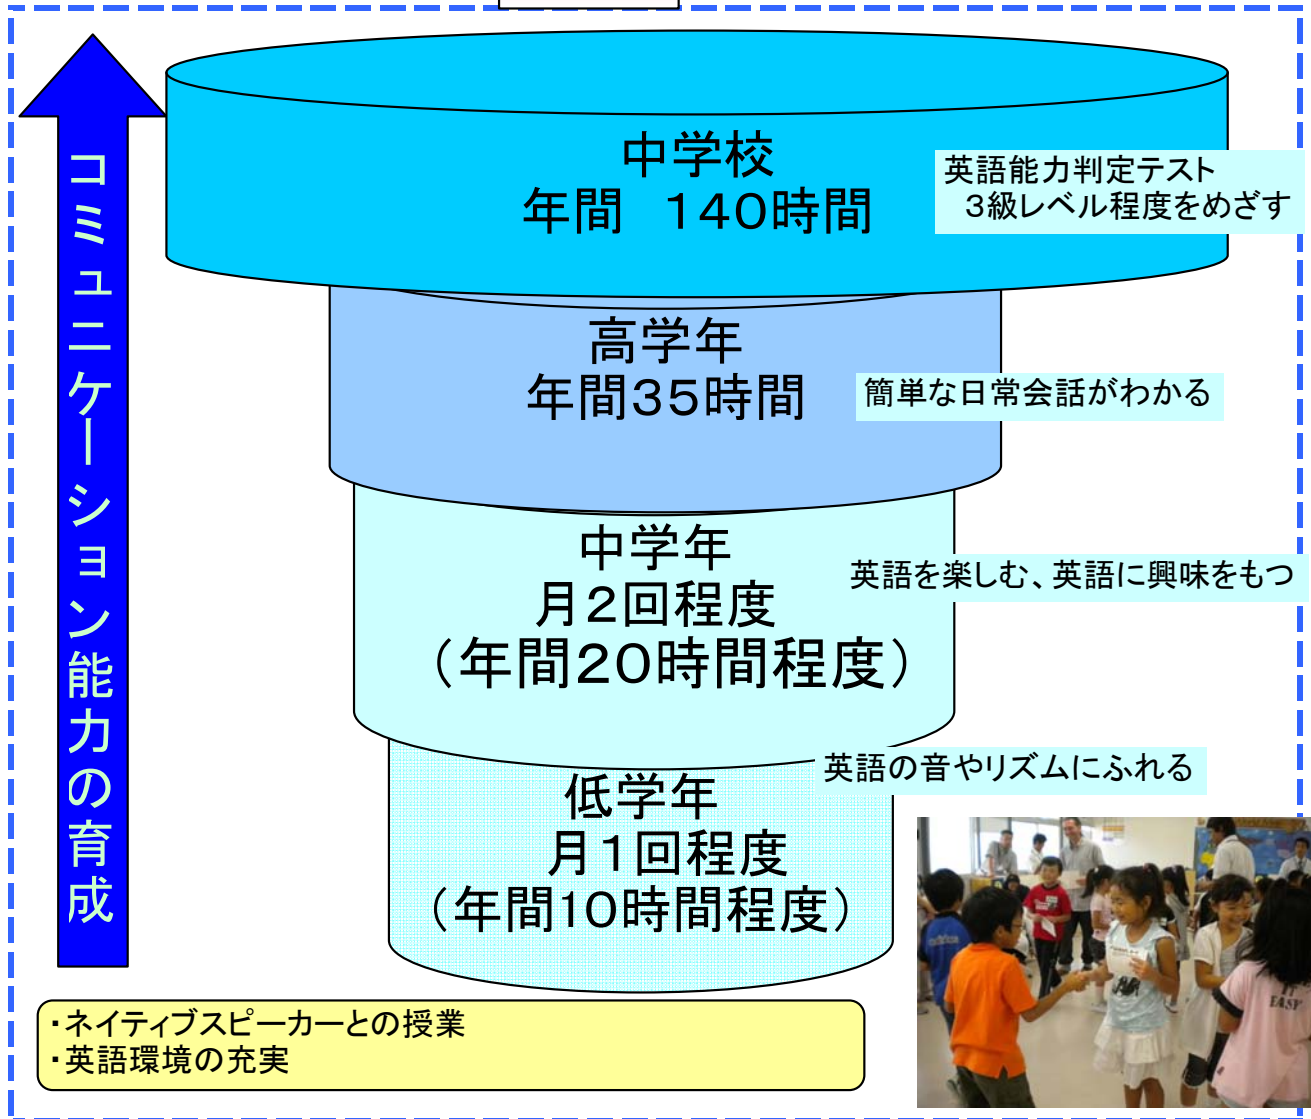 コミュニケーション能力の育成
中学校
年間　140時間
英語能力判定テスト
3級レベル程度をめざす
高学年
年間35時間
簡単な日常会話がわかる
中学年
月2回程度
（年間20時間程度）
英語を楽しむ、英語に興味をもつ
英語の音やリズムにふれる
低学年
月1回程度
（年間10時間程度）
EASY
・ネイティブスピーカーとの授業
・英語環境の充実